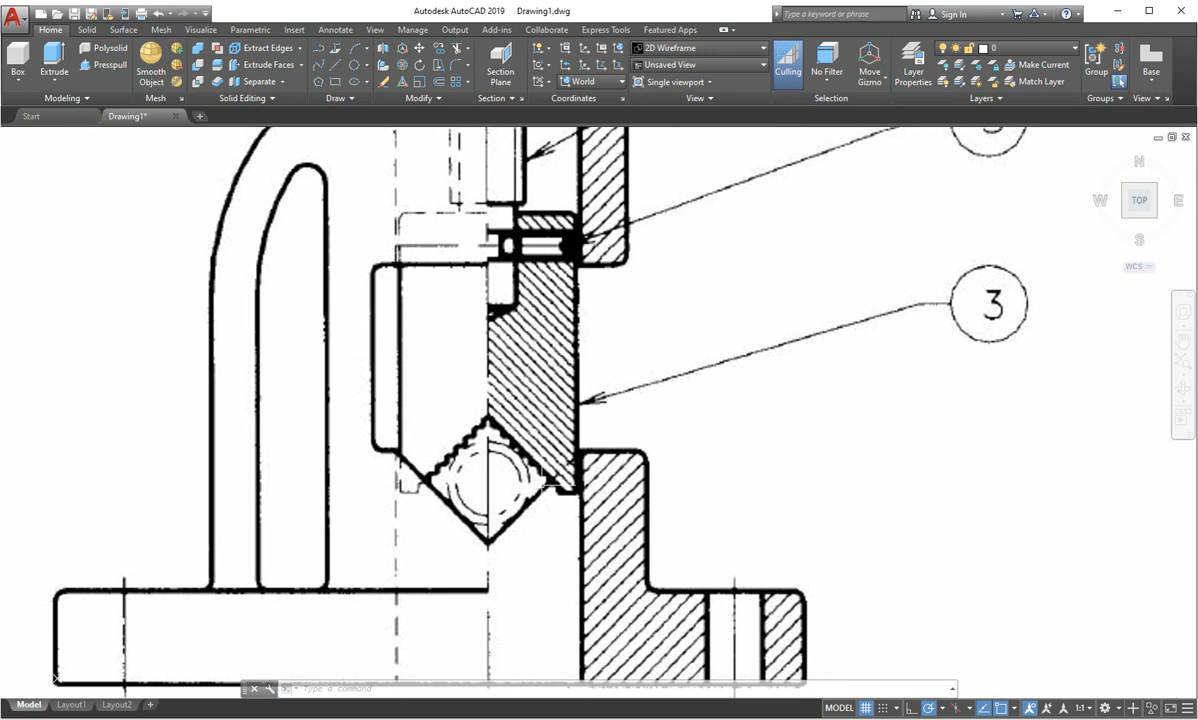 Autodesk AutoCAD 2019 Drawing1.dwg
Type a keyword or phrase Sign In
Home Solid Surface Mesh Visualize Parametric Insert Annotate View Manage Output Add-ins Collaborate Express Tools Featured Apps
Box Extrude Polysolid Presspull
Smooth Object
Extract Edges
Extrude Faces
Separate
Section Plane
World
2D Wireframe
Unsaved View
Single viewport
Culling No Filter Move Gizmo
Layer Properties
0
Make Current
Match Layer
Group
Base
Modeling Mesh Solid Editing Draw Modify Section Coordinates View Selection Layers Groups View
Start Drawing1*
N
W TOP E
S
WCS
3
Type a command
Model Layout1 Layout2
MODEL 1:1